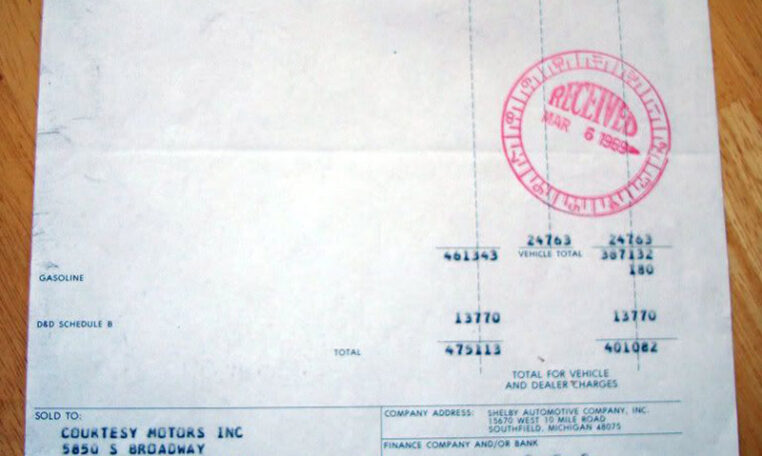 RECEIVED
MAR 6 1969
24763 24763
461343 VEHICLE TOTAL 387132
GASOLINE 180
D&D SCHEDULE B 13770 13770
TOTAL 475113 401082
TOTAL FOR VEHICLE
AND DEALER CHARGES
SOLD TO:
COURTESY MOTORS INC
5850 S BROADWAY
COMPANY ADDRESS: SHELBY AUTOMOTIVE COMPANY, INC.
15670 WEST 10 MILE ROAD
SOUTHFIELD, MICHIGAN 48075
FINANCE COMPANY AND/OR BANK